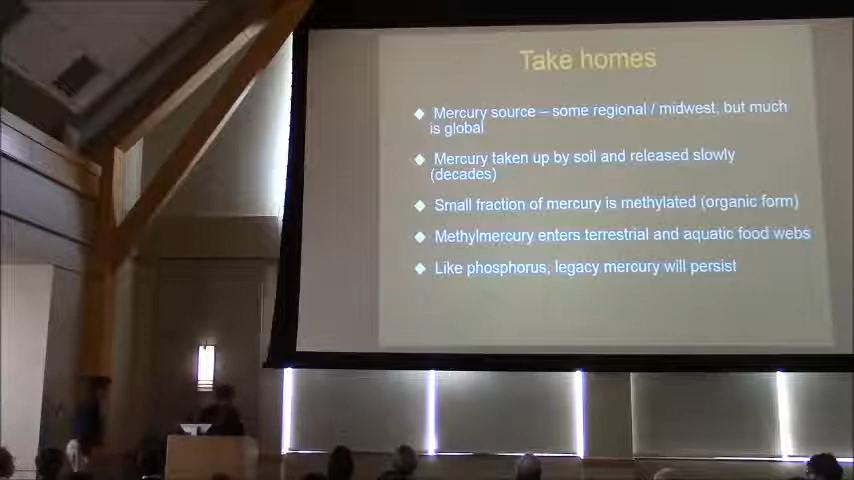 Take homes
Mercury source – some regional / midwest, but much
is global
Mercury taken up by soil and released slowly
(decades)
Small fraction of mercury is methylated (organic form)
Methylmercury enters terrestrial and aquatic food webs
Like phosphorus, legacy mercury will persist